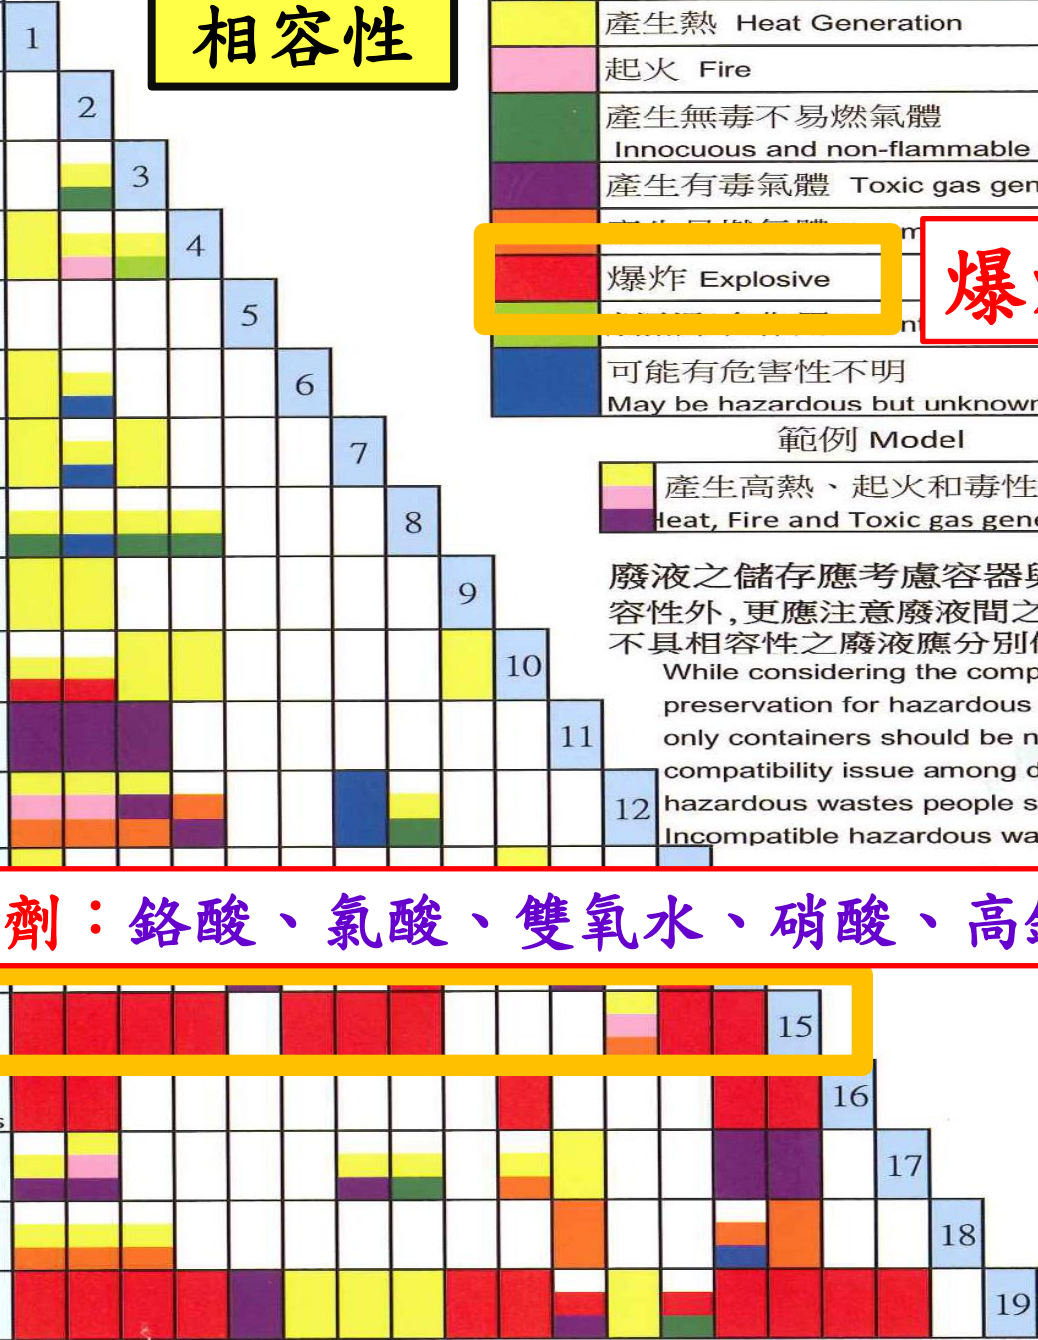 相容性
1
2
3
4
5
6
7
8
9
10
11
12
15
16
17
18
19
產生熱 Heat Generation
起火 Fire
產生無毒不易燃氣體
Innocuous and non-flammable
產生有毒氣體 Toxic gas gen
爆炸 Explosive
爆
可能有危害性不明
May be hazardous but unknown
範例 Model
產生高熱、起火和毒性
Heat, Fire and Toxic gas gene
廢液之儲存應考慮容器與
容性外,更應注意廢液間之
不具相容性之廢液應分別
While considering the comp
preservation for hazardous
only containers should be n
compatibility issue among d
hazardous wastes people s
Incompatible hazardous wa
劑：鉻酸、氯酸、雙氧水、硝酸、高
s